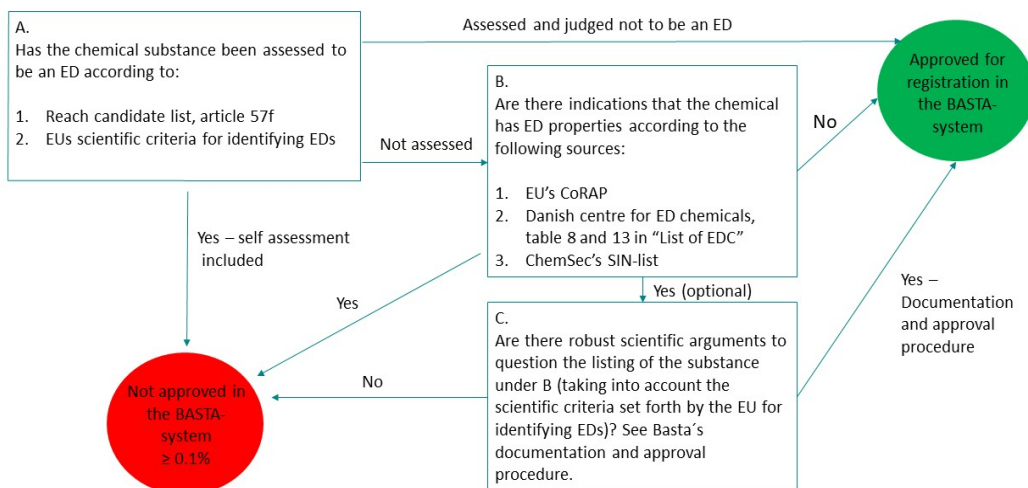 A.
Has the chemical substance been assessed to
be an ED according to:
1. Reach candidate list, article 57f
2. EUs scientific criteria for identifying EDs
Assessed and judged not to be an ED
Approved for
registration in
the BASTA-
system
Not assessed
B.
Are there indications that the chemical
has ED properties according to the
following sources:
1. EU's CoRAP
2. Danish centre for ED chemicals,
table 8 and 13 in "List of EDC"
3. ChemSec's SIN-list
No
Yes – self assessment
included
Yes
Yes (optional)
Yes –
Documentation
and approval
procedure
C.
Are there robust scientific arguments to
question the listing of the substance
under B (taking into account the
scientific criteria set forth by the EU for
identifying EDs)? See Basta´s
documentation and approval
procedure.
No
Not approved in
the BASTA-
system
≥ 0.1%